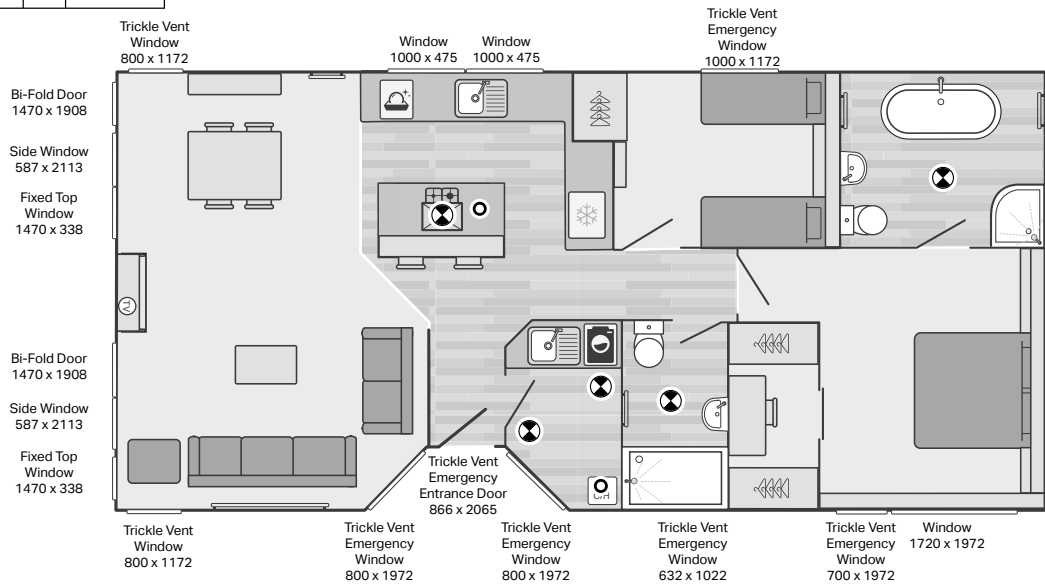 Trickle Vent
Window
800 x 1172
Window
1000 x 475
Window
1000 x 475
Trickle Vent
Emergency
Window
1000 x 1172
Bi-Fold Door
1470 x 1908
Side Window
587 x 2113
Fixed Top
Window
1470 x 338
TV
Bi-Fold Door
1470 x 1908
Side Window
587 x 2113
Fixed Top
Window
1470 x 338
Trickle Vent
Emergency
Entrance Door
866 x 2065
Trickle Vent
Window
800 x 1172
Trickle Vent
Emergency
Window
800 x 1972
Trickle Vent
Emergency
Window
800 x 1972
Trickle Vent
Emergency
Window
632 x 1022
Trickle Vent
Emergency
Window
700 x 1972
Window
1720 x 1972